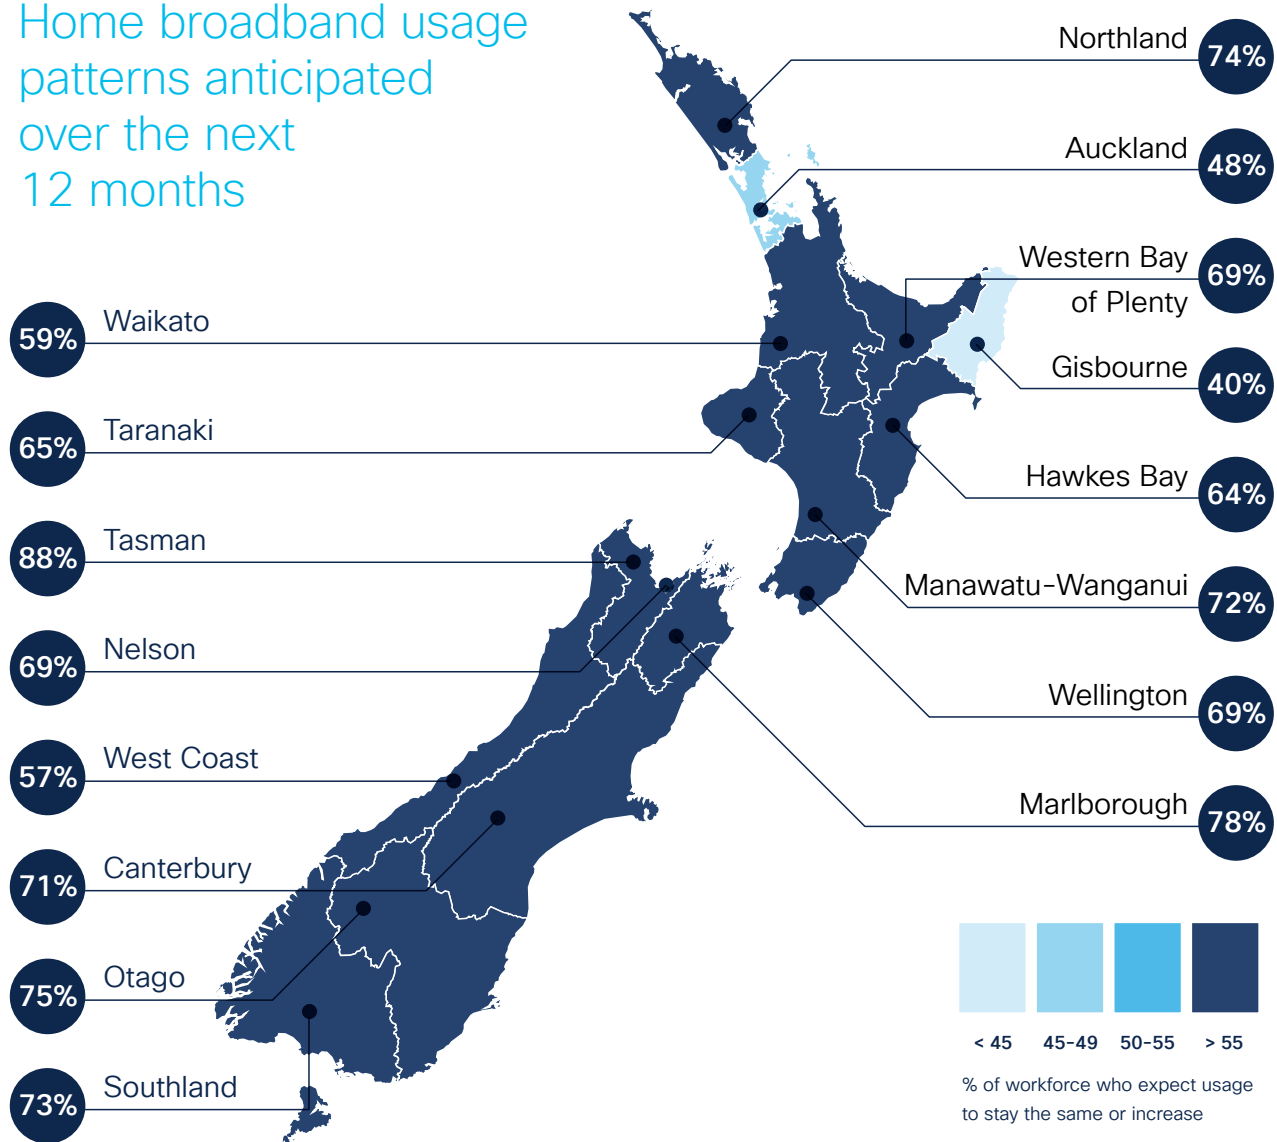 Home broadband usage
patterns anticipated
over the next
12 months
59% Waikato
65% Taranaki
88% Tasman
69% Nelson
57% West Coast
71% Canterbury
75% Otago
73% Southland
Northland 74%
Auckland 48%
Western Bay 69%
of Plenty
Gisbourne 40%
Hawkes Bay 64%
Manawatu-Wanganui 72%
Wellington 69%
Marlborough 78%
< 45 45-49 50-55 > 55
% of workforce who expect usage
to stay the same or increase